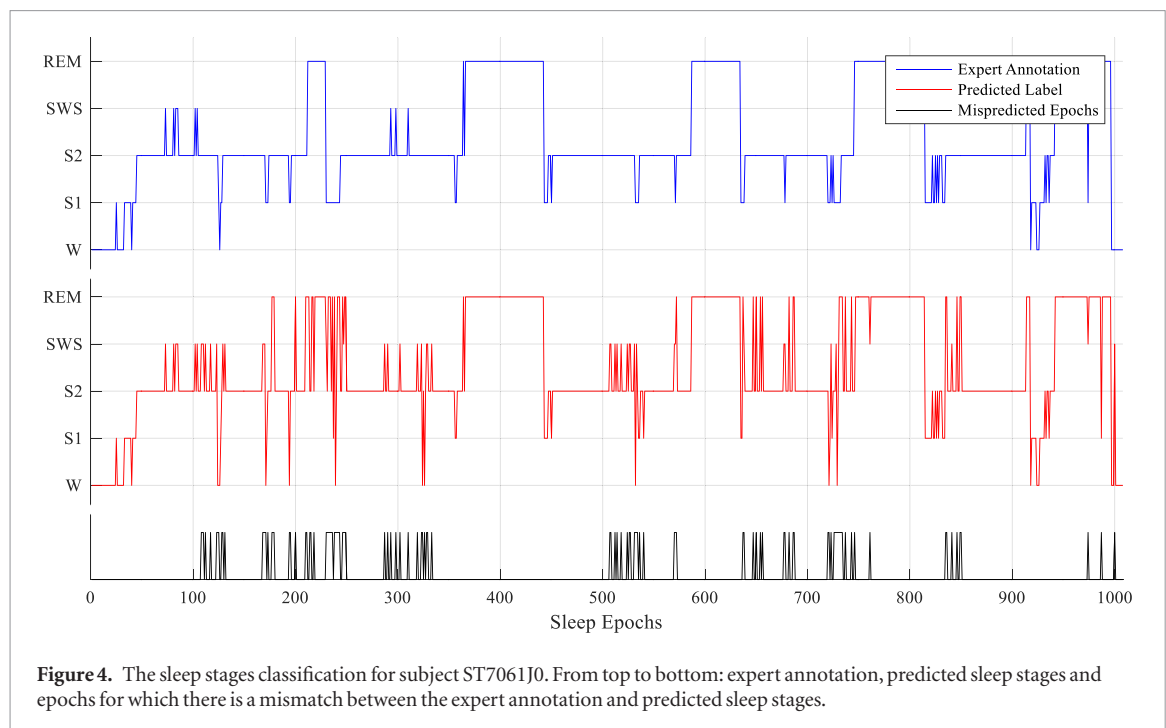 REM
SWS
S2
S1
W
Expert Annotation
Predicted Label
Mispredicted Epochs
REM
SWS
S2
S1
W
0 100 200 300 400 500 600 700 800 900 1000
Sleep Epochs
Figure 4. The sleep stages classification for subject ST7061J0. From top to bottom: expert annotation, predicted sleep stages and
epochs for which there is a mismatch between the expert annotation and predicted sleep stages.